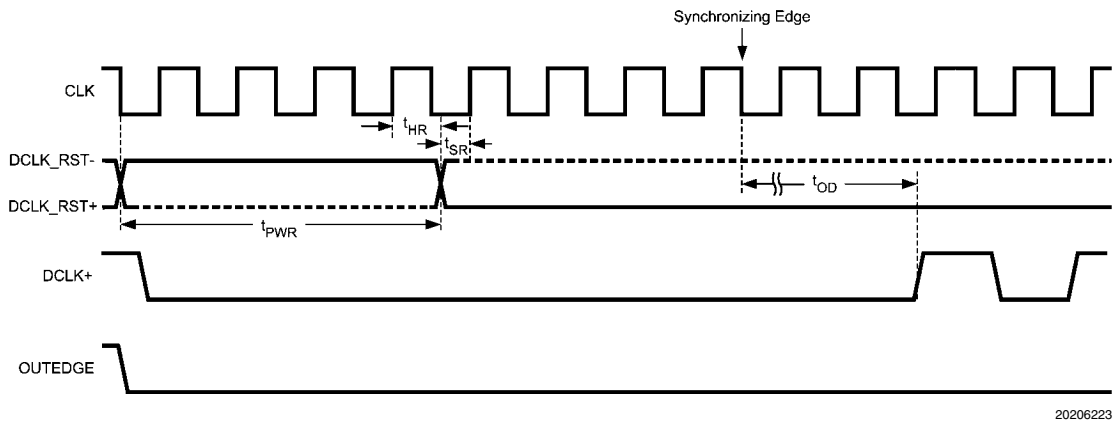 Synchronizing Edge
CLK
tHR
tSR
DCLK_RST-
tOD
DCLK_RST+
tPWR
DCLK+
OUTEDGE
20206223